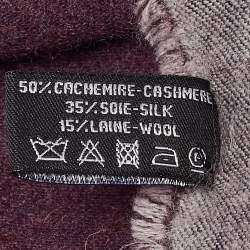 50% CACHEMIRE-CASHMERE
35% SOIE-SILK
15% LAINE-WOOL